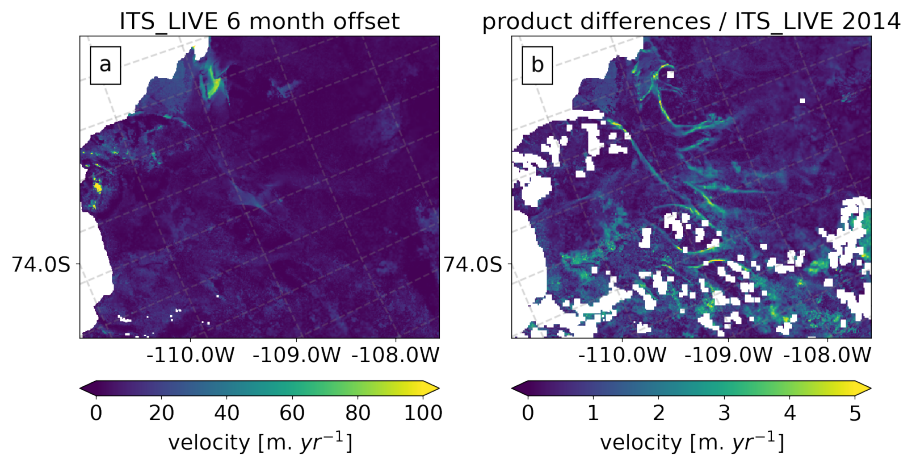 ITS_LIVE 6 month offset
product differences / ITS_LIVE 2014
a
b
74.0S
74.0S
-110.0W -109.0W -108.0W
-110.0W -109.0W -108.0W
0 20 40 60 80 100
0 1 2 3 4 5
velocity [m. yr⁻¹]
velocity [m. yr⁻¹]